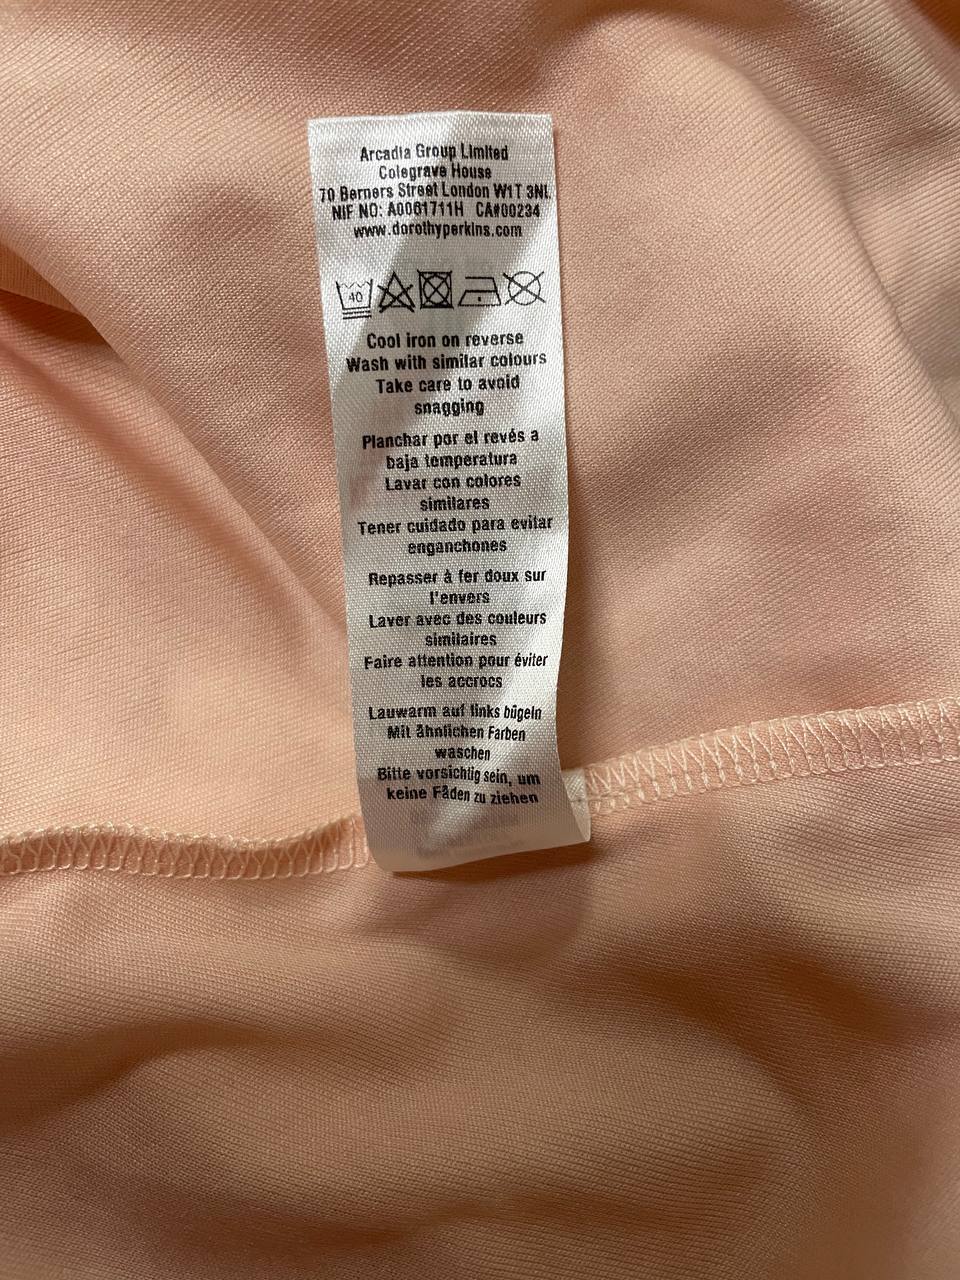 Arcadia Group Limited
Colegrave House
70 Berners Street London W1T 3NL
NIF NO: A0061711H CA#00234
www.dorothyperkins.com
40
Cool iron on reverse
Wash with similar colours
Take care to avoid
snagging
Planchar por el revés a
baja temperatura
Lavar con colores
similares
Tener cuidado para evitar
enganchones
Repasser à fer doux sur
l'envers
Laver avec des couleurs
similaires
Faire attention pour éviter
les accrocs
Lauwarm auf links bügeln
Mit ähnlichen Farben
waschen
Bitte vorsichtig sein, um
keine Fäden zu ziehen